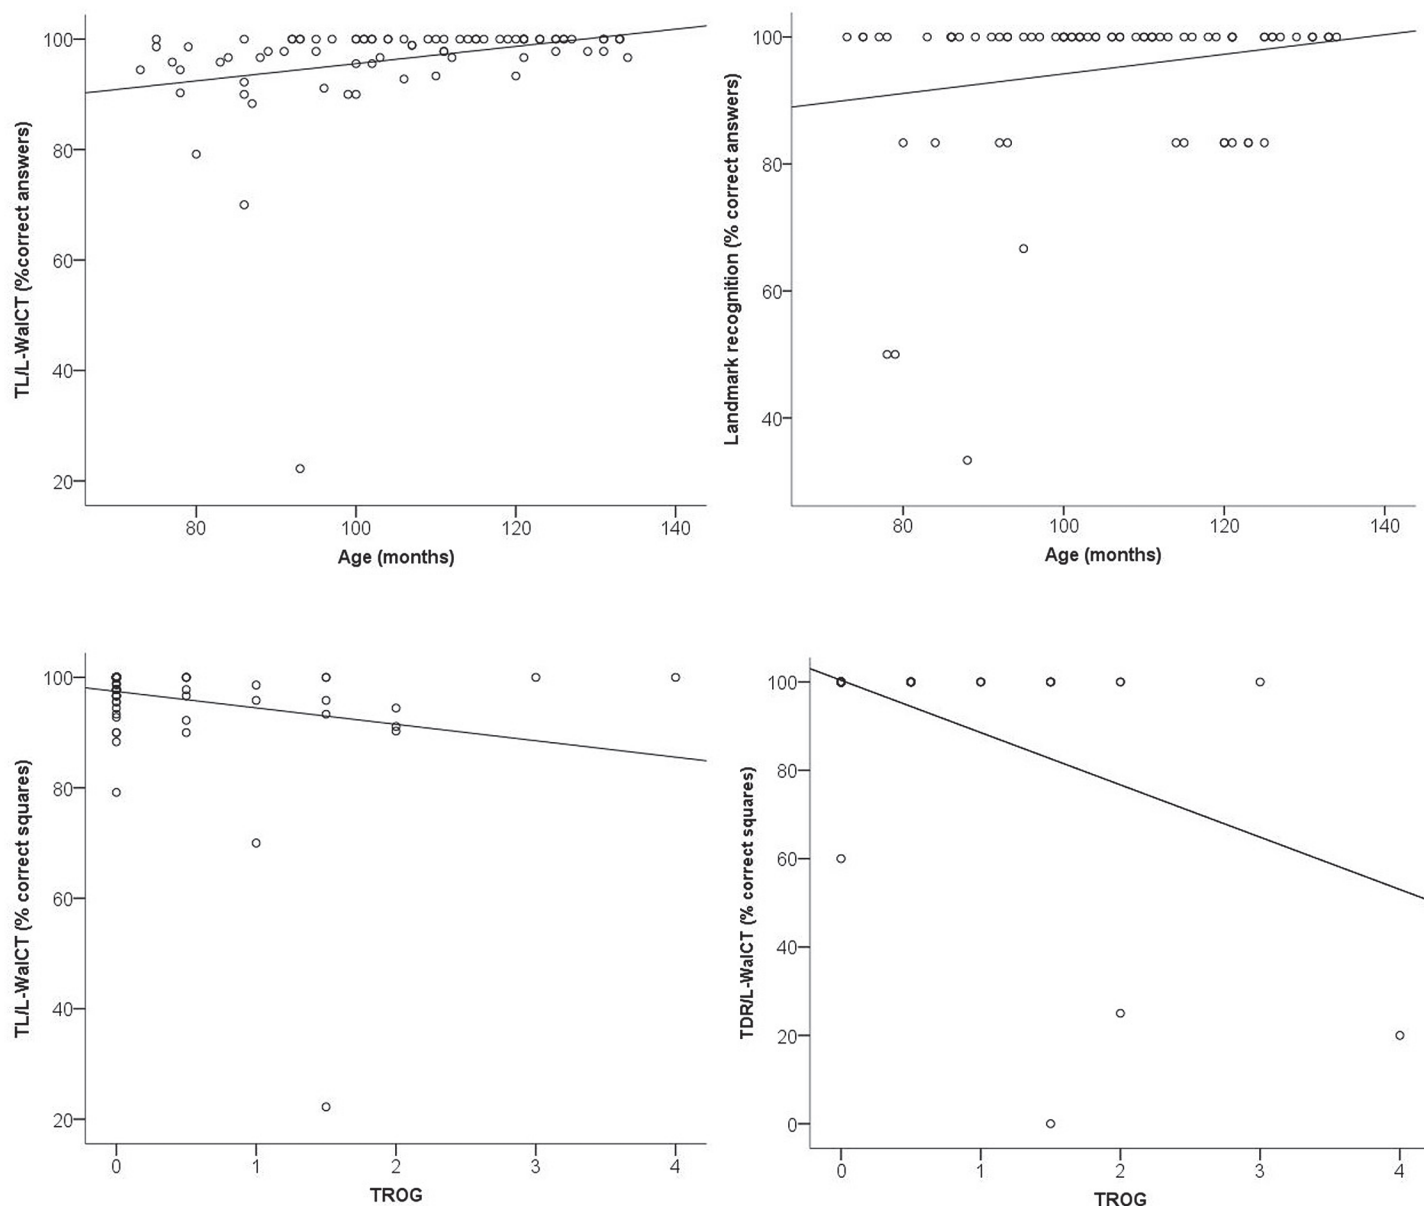 TL/L-WalCT (%correct answers)
100
80
60
40
20
80 100 120 140
Age (months)
Landmark recognition (% correct answers)
100
80
60
40
80 100 120 140
Age (months)
TL/L-WalCT (% correct squares)
100
80
60
40
20
0 1 2 3 4
TROG
TDR/L-WalCT (% correct squares)
100
80
60
40
20
0
0 1 2 3 4
TROG